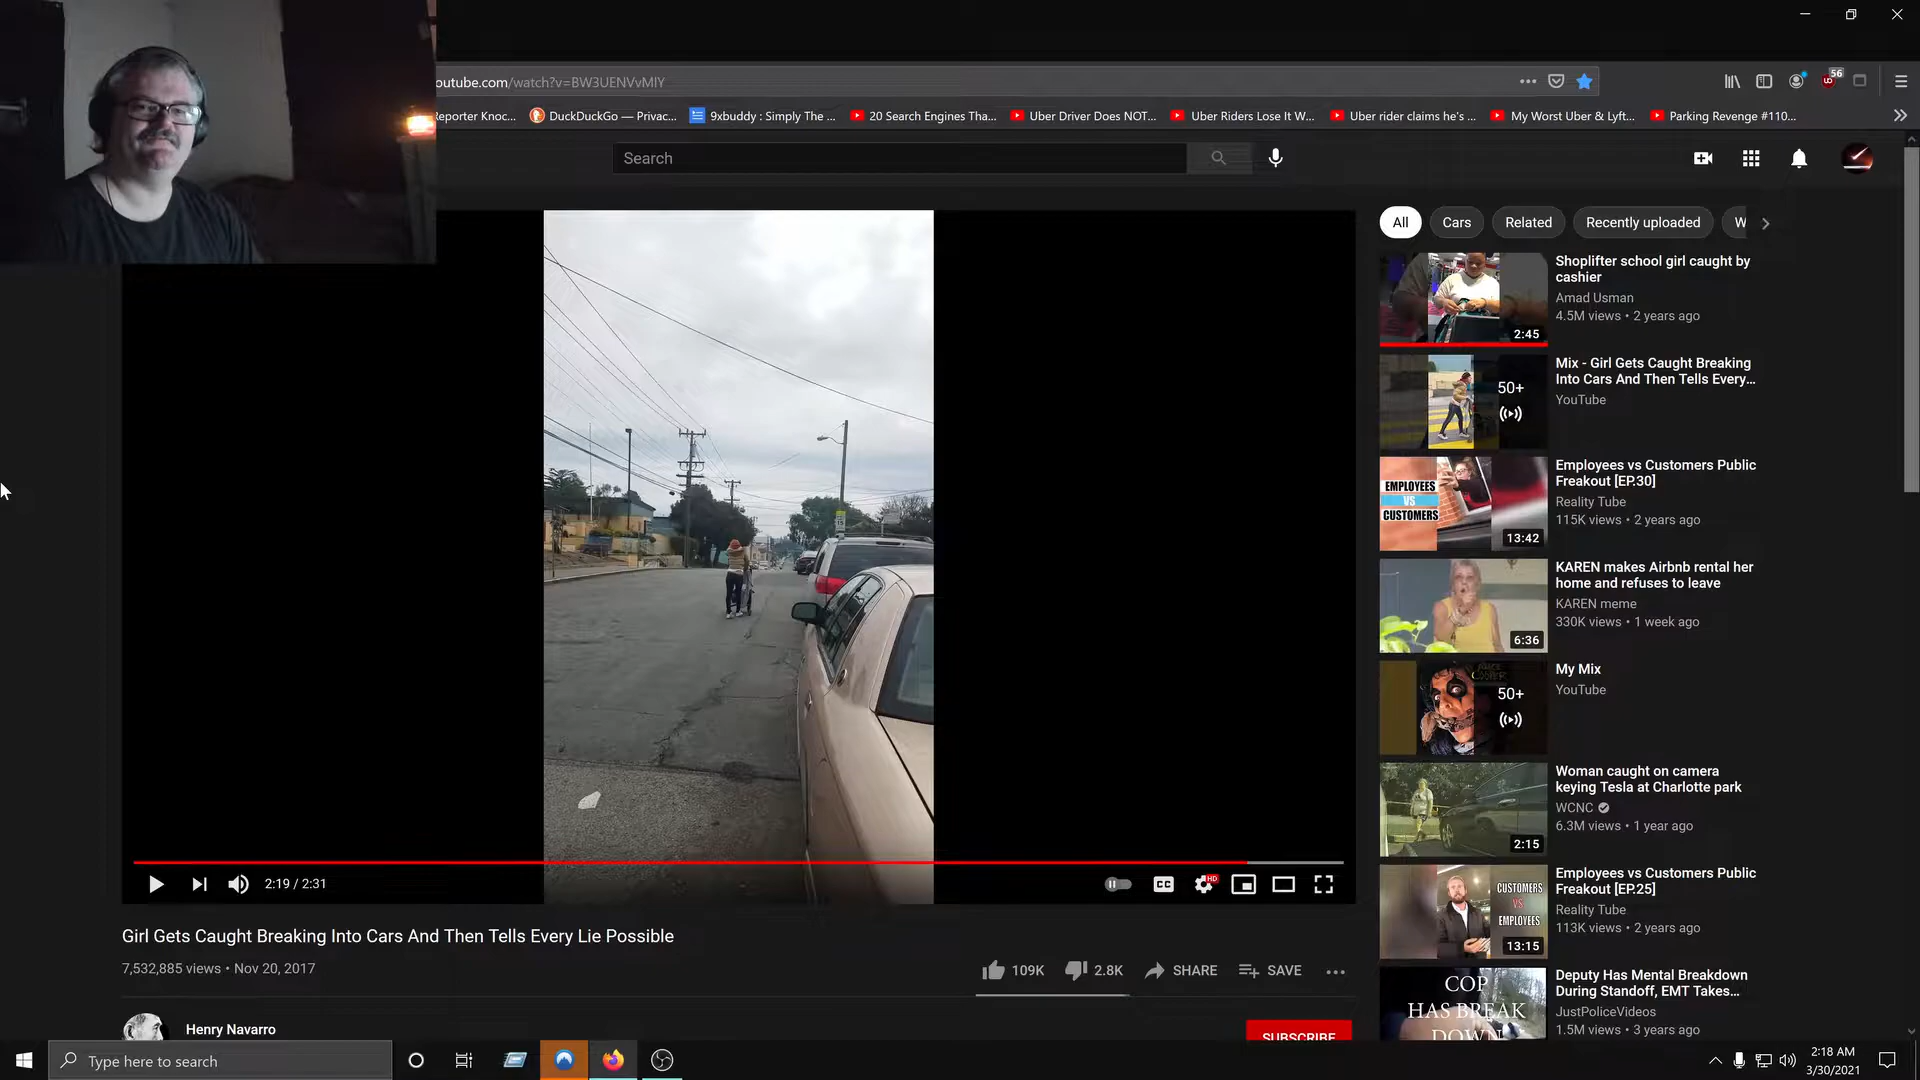 outube.com/watch?v=BW3UENVvMlY
56
Reporter Knoc...
DuckDuckGo — Privac...
9xbuddy : Simply The ...
20 Search Engines Tha...
Uber Driver Does NOT...
Uber Riders Lose It W...
Uber rider claims he's ...
My Worst Uber & Lyft...
Parking Revenge #110...
Search
All
Cars
Related
Recently uploaded
W
Shoplifter school girl caught by
cashier
Amad Usman
4.5M views • 2 years ago
2:45
Mix - Girl Gets Caught Breaking
Into Cars And Then Tells Every...
YouTube
50+
Employees vs Customers Public
Freakout [EP.30]
Reality Tube
115K views • 2 years ago
EMPLOYEES
VS
CUSTOMERS
13:42
KAREN makes Airbnb rental her
home and refuses to leave
KAREN meme
330K views • 1 week ago
6:36
My Mix
YouTube
50+
Woman caught on camera
keying Tesla at Charlotte park
WCNC
6.3M views • 1 year ago
2:15
Employees vs Customers Public
Freakout [EP.25]
Reality Tube
113K views • 2 years ago
CUSTOMERS
VS
EMPLOYEES
13:15
Deputy Has Mental Breakdown
During Standoff, EMT Takes...
JustPoliceVideos
1.5M views • 3 years ago
COP
HAS BREAK
DOWN
2:19 / 2:31
CC
HD
Girl Gets Caught Breaking Into Cars And Then Tells Every Lie Possible
7,532,885 views • Nov 20, 2017
109K
2.8K
SHARE
SAVE
Henry Navarro
SUBSCRIBE
Type here to search
2:18 AM
3/30/2021